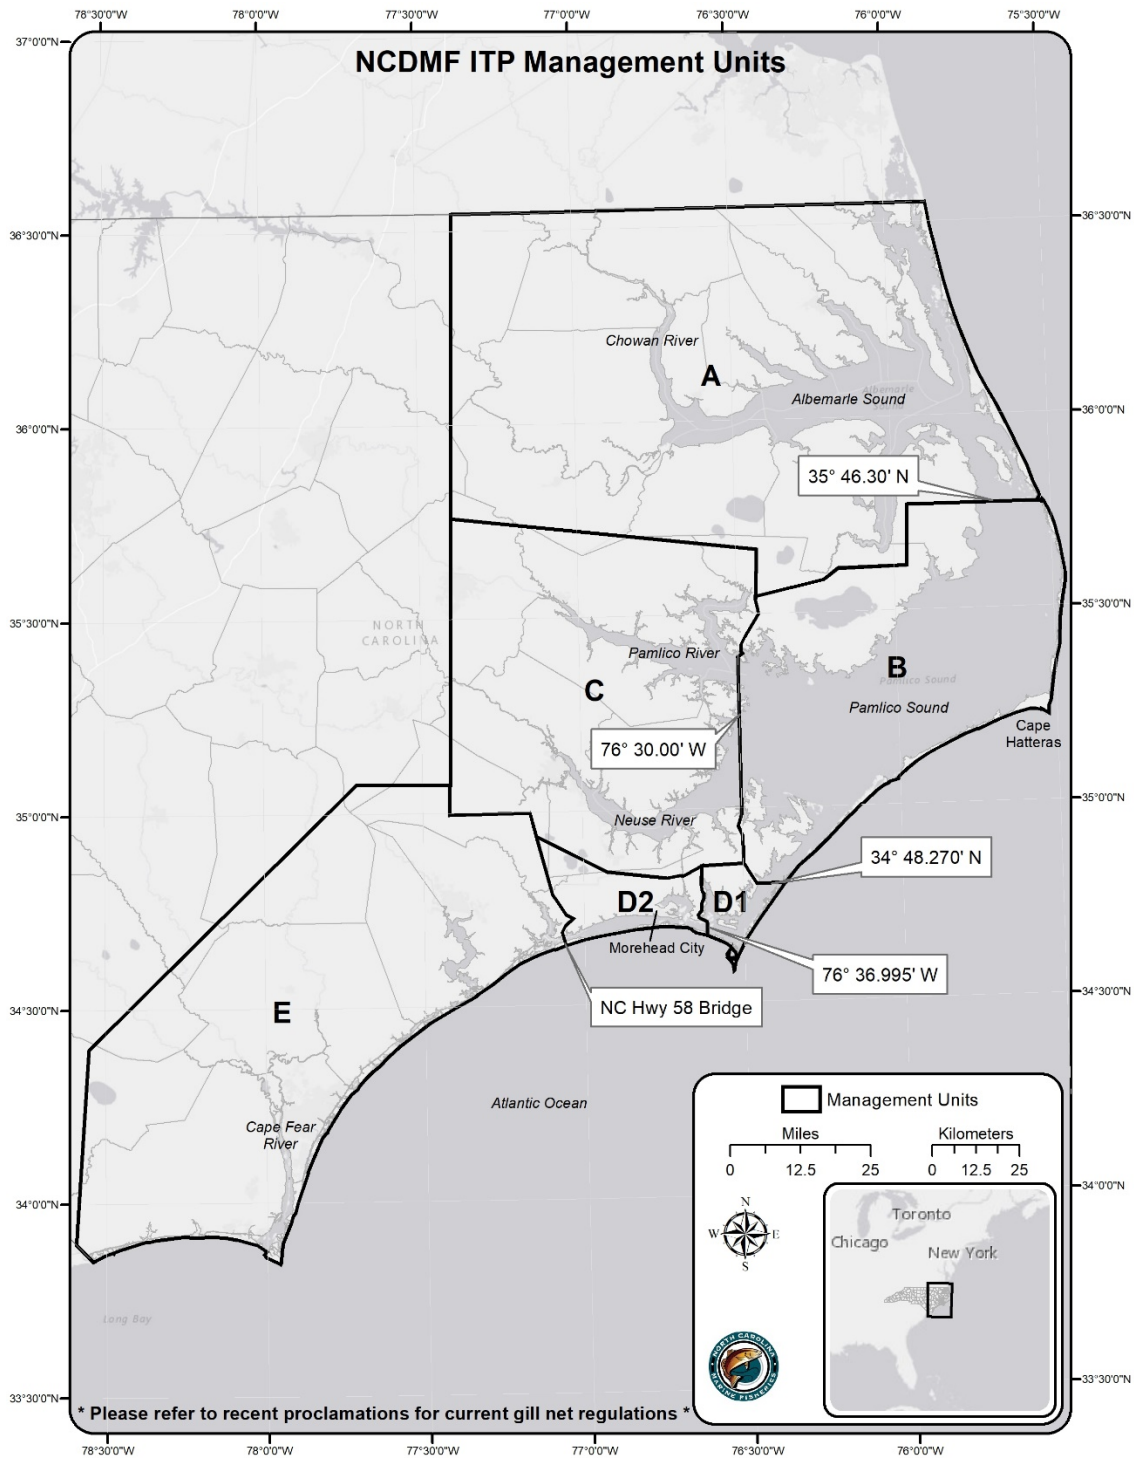 78°30'0"W 78°0'0"W 77°30'0"W 77°0'0"W 76°30'0"W 76°0'0"W 75°30'0"W
37°0'0"N
NCDMF ITP Management Units
36°30'0"N
36°30'0"N
Chowan River
A
Albemarle
Sound
Albemarle Sound
36°0'0"N
36°0'0"N
35° 46.30' N
35°30'0"N
35°30'0"N
NORTH
CAROLINA
Pamlico River
B
C
Pamlico Sound
Pamlico Sound
Cape
Hatteras
76° 30.00' W
35°0'0"N
35°0'0"N
Neuse River
34° 48.270' N
D2
D1
Morehead City
76° 36.995' W
34°30'0"N
34°30'0"N
NC Hwy 58 Bridge
E
Atlantic Ocean
Cape Fear
River
34°0'0"N
34°0'0"N
Long Bay
33°30'0"N
33°30'0"N
Management Units
Miles
0 12.5 25
Kilometers
0 12.5 25
N
W E
S
Toronto
Chicago
New York
NORTH CAROLINA
MARINE FISHERIES
* Please refer to recent proclamations for current gill net regulations *
78°30'0"W 78°0'0"W 77°30'0"W 77°0'0"W 76°30'0"W 76°0'0"W